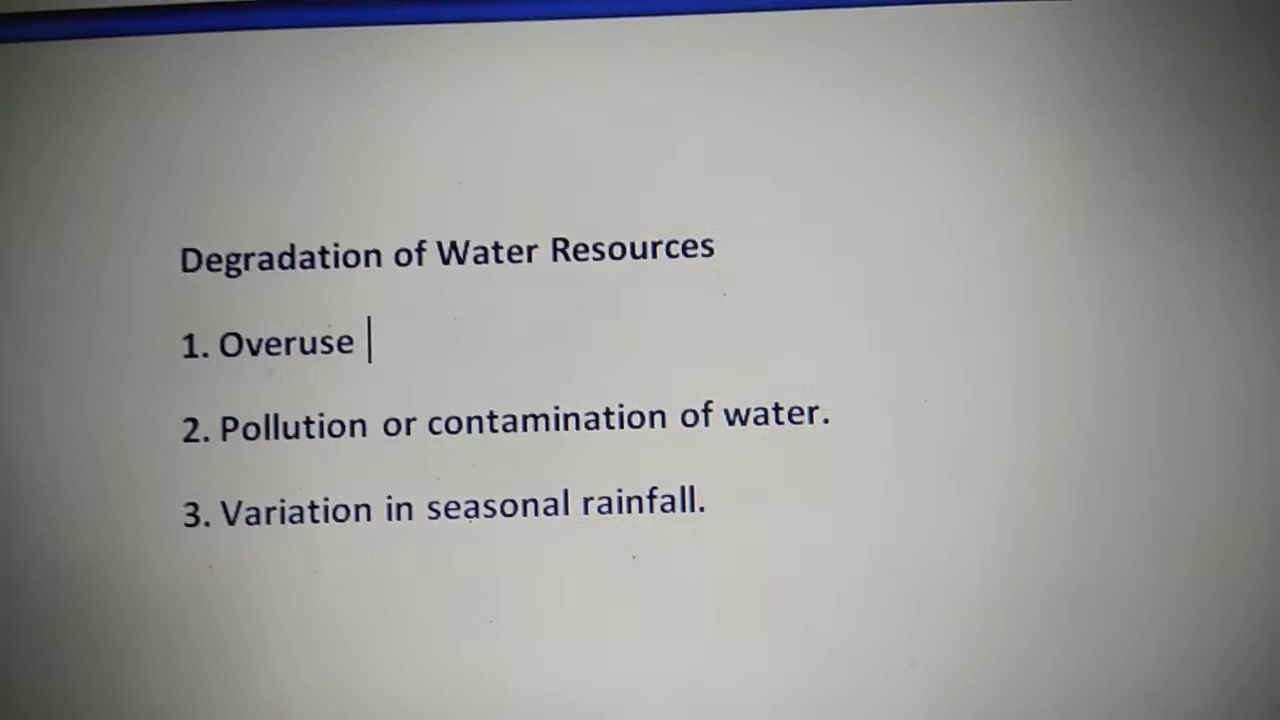 Degradation of Water Resources
1. Overuse
2. Pollution or contamination of water.
3. Variation in seasonal rainfall.